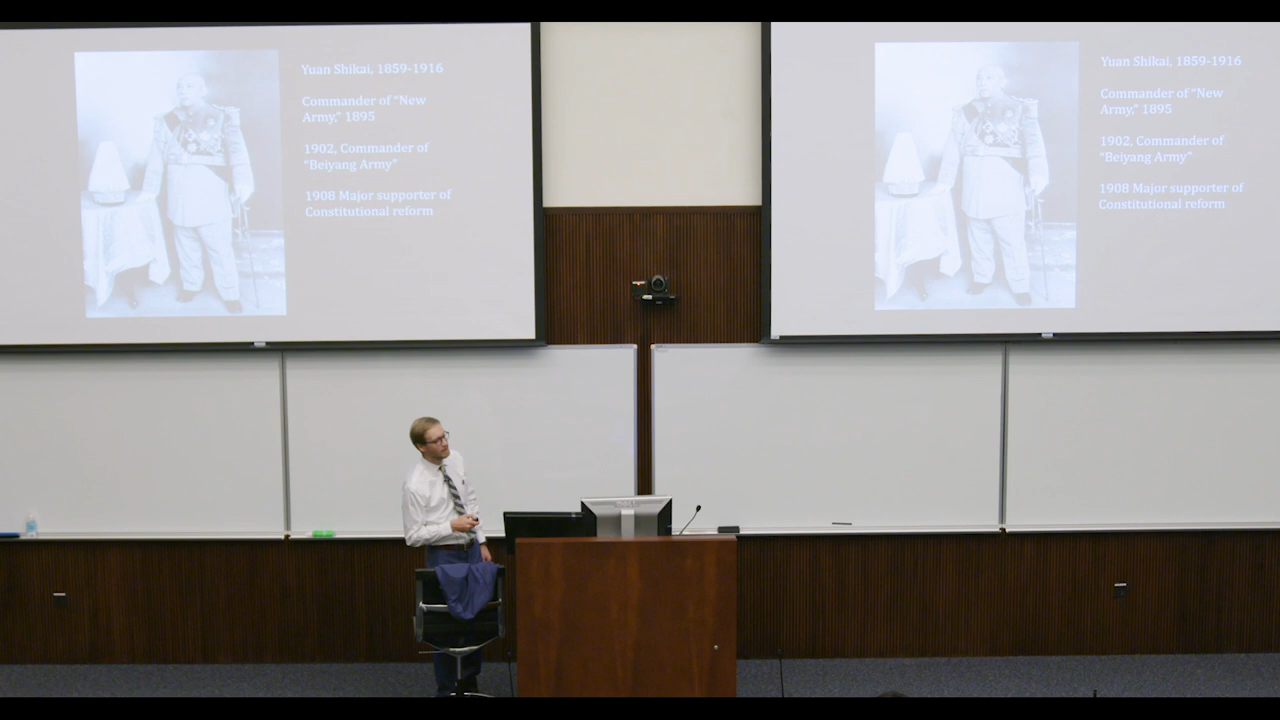 Yuan Shikai, 1859-1916
Commander of "New
Army," 1895
1902, Commander of
"Beiyang Army"
1908 Major supporter of
Constitutional reform
Yuan Shikai, 1859-1916
Commander of "New
Army," 1895
1902, Commander of
"Beiyang Army"
1908 Major supporter of
Constitutional reform